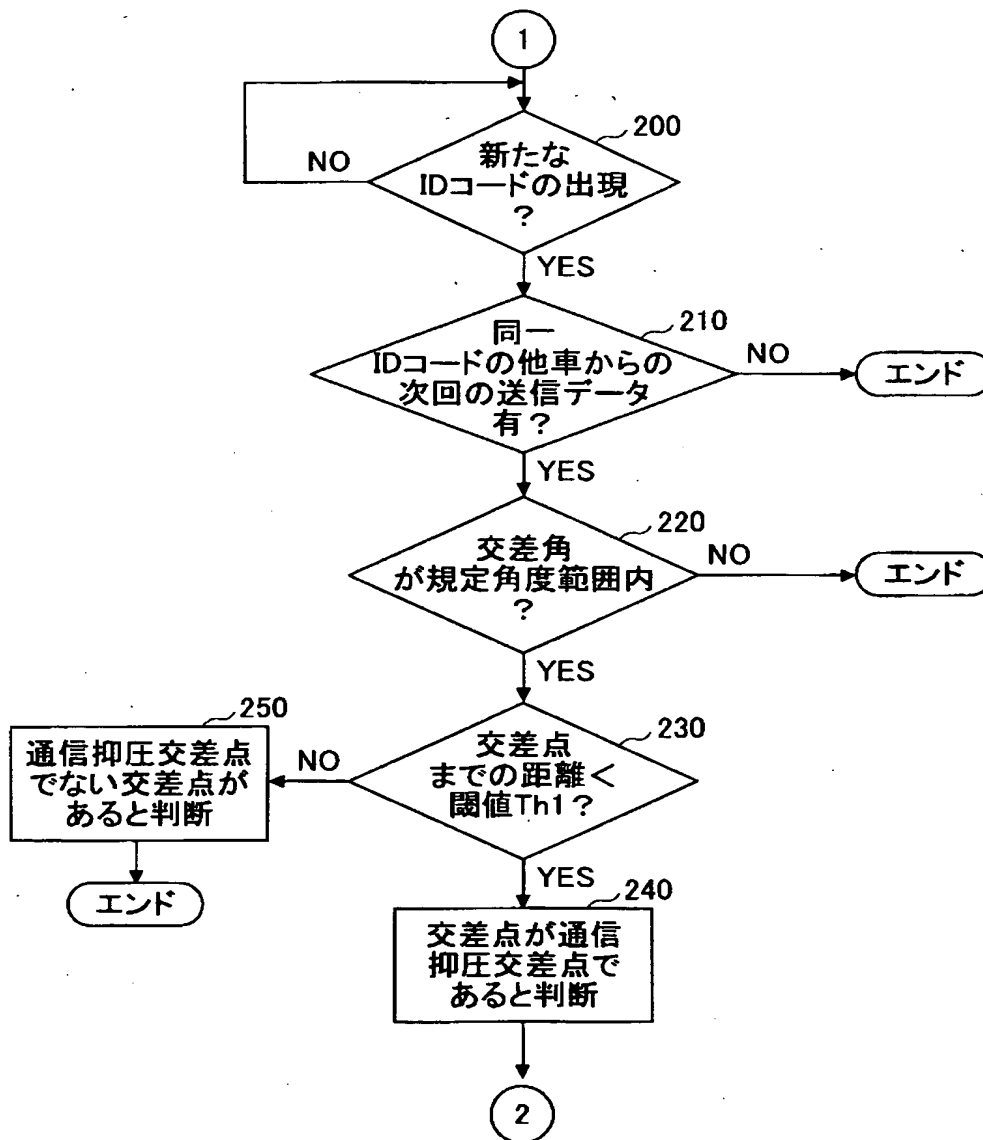 1
200
新たな
IDコードの出現
？
NO
YES
210
同一
IDコードの他車からの
次回の送信データ
有？
NO
エンド
YES
220
交差角
が規定角度範囲内
？
NO
エンド
YES
230
交差点
までの距離＜
閾値Th1？
NO
250
通信抑圧交差点
でない交差点が
あると判断
エンド
YES
240
交差点が通信
抑圧交差点で
あると判断
2